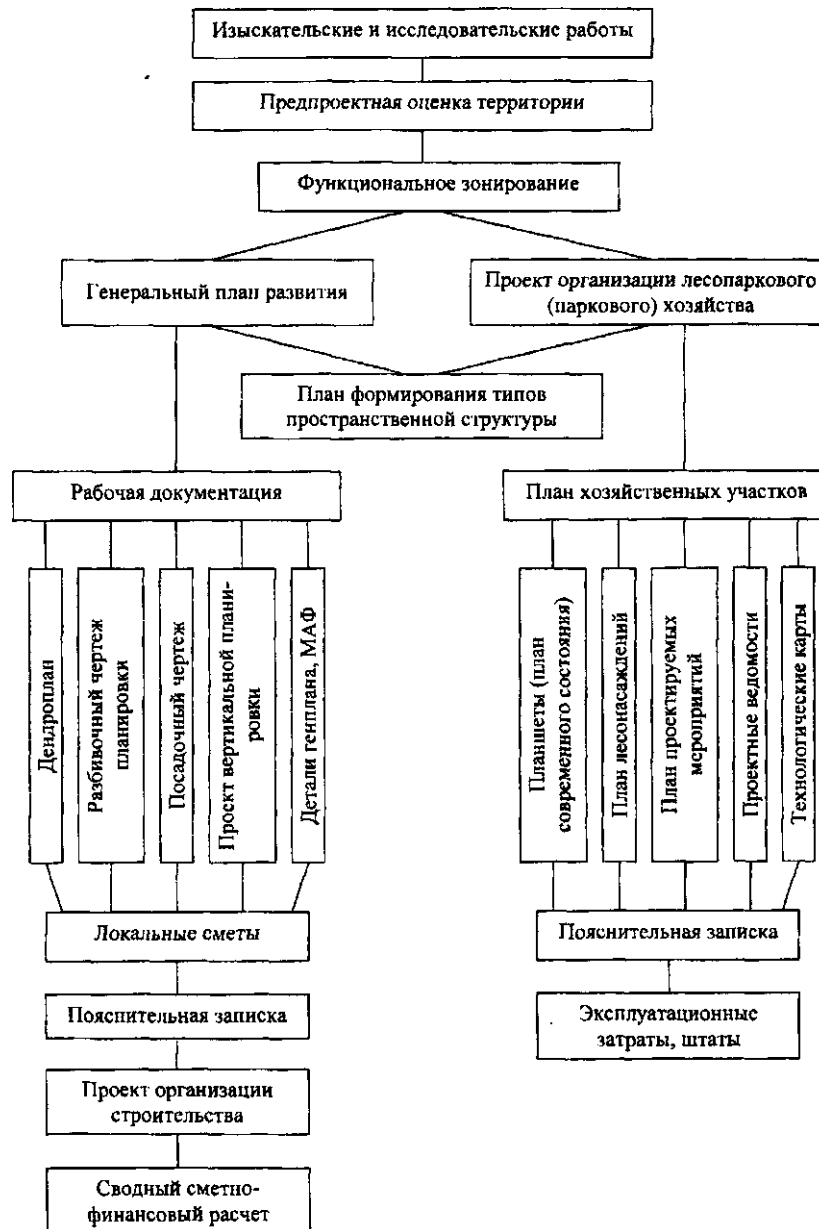 Изыскательские и исследовательские работы
Предпроектная оценка территории
Функциональное зонирование
Генеральный план развития
Проект организации лесопаркового
(паркового) хозяйства
План формирования типов
пространственной структуры
Рабочая документация
План хозяйственных участков
Дендроплан
Разбивочный чертеж
планировки
Посадочный чертеж
Проект вертикальной плани-
ровки
Детали генплана, МАФ
Планшеты (план
современного состояния)
План лесонасаждений
План проектируемых
мероприятий
Проектные ведомости
Технологические карты
Локальные сметы
Пояснительная записка
Пояснительная записка
Эксплуатационные
затраты, штаты
Проект организации
строительства
Сводный сметно-
финансовый расчет